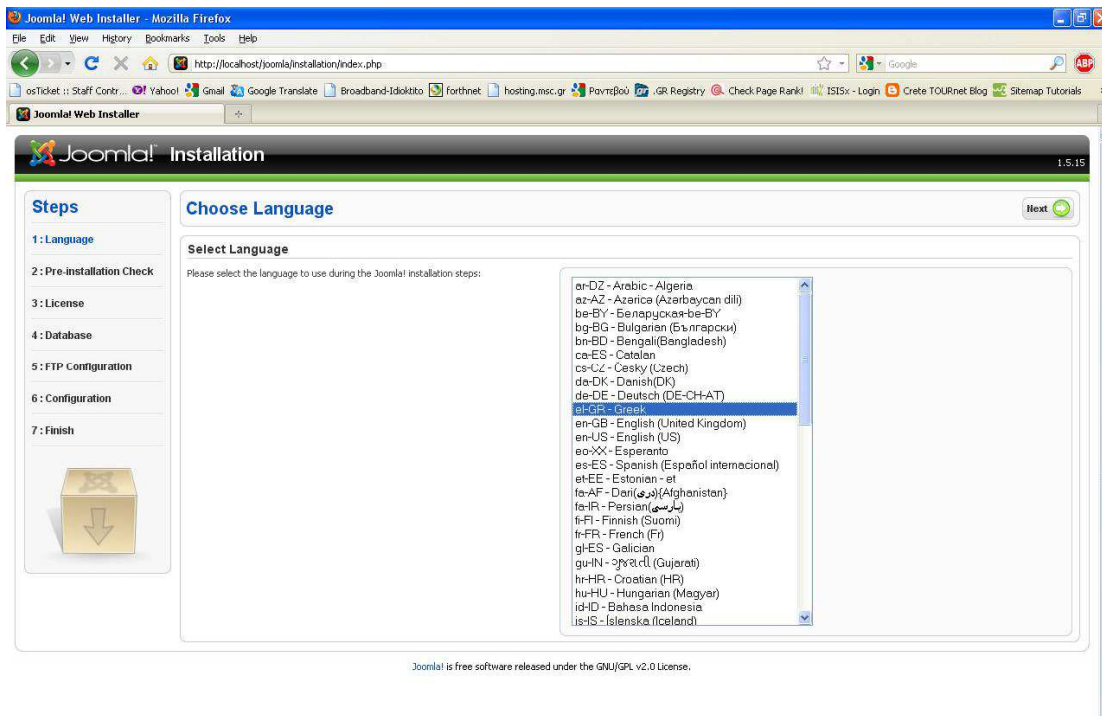 Joomla! Web Installer - Mozilla Firefox
File Edit View History Bookmarks Tools Help
http://localhost/joomla/installation/index.php
Google
osTicket :: Staff Contr... Yahoo! Gmail Google Translate Broadband-Idioktito forthnet hosting.msc.gr Ραντεβού .GR Registry Check Page Rank! ISISx - Login Crete TOURnet Blog Sitemap Tutorials
Joomla! Web Installer
Joomla! Installation
1.5.15
Steps
1 : Language
2 : Pre-installation Check
3 : License
4 : Database
5 : FTP Configuration
6 : Configuration
7 : Finish
Choose Language
Next
Select Language
Please select the language to use during the Joomla! installation steps:
ar-DZ - Arabic - Algeria
az-AZ - Azəricə (Azərbaycan dili)
be-BY - Беларуская-be-BY
bg-BG - Bulgarian (Български)
bn-BD - Bengali(Bangladesh)
ca-ES - Catalan
cs-CZ - Česky (Czech)
da-DK - Danish(DK)
de-DE - Deutsch (DE-CH-AT)
el-GR - Greek
en-GB - English (United Kingdom)
en-US - English (US)
eo-XX - Esperanto
es-ES - Spanish (Español internacional)
et-EE - Estonian - et
fa-AF - Dari(دری){Afghanistan}
fa-IR - Persian(پارسی)
fi-FI - Finnish (Suomi)
fr-FR - French (Fr)
gl-ES - Galician
gu-IN - ગુજરાતી (Gujarati)
hr-HR - Croatian (HR)
hu-HU - Hungarian (Magyar)
id-ID - Bahasa Indonesia
is-IS - Íslenska (Iceland)
Joomla! is free software released under the GNU/GPL v2.0 License.
ABP